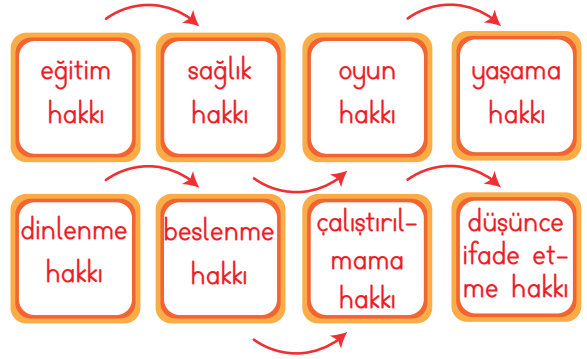 eğitim
hakkı
sağlık
hakkı
oyun
hakkı
yaşama
hakkı
dinlenme
hakkı
beslenme
hakkı
çalıştırıl-
mama
hakkı
düşünce
ifade et-
me hakkı